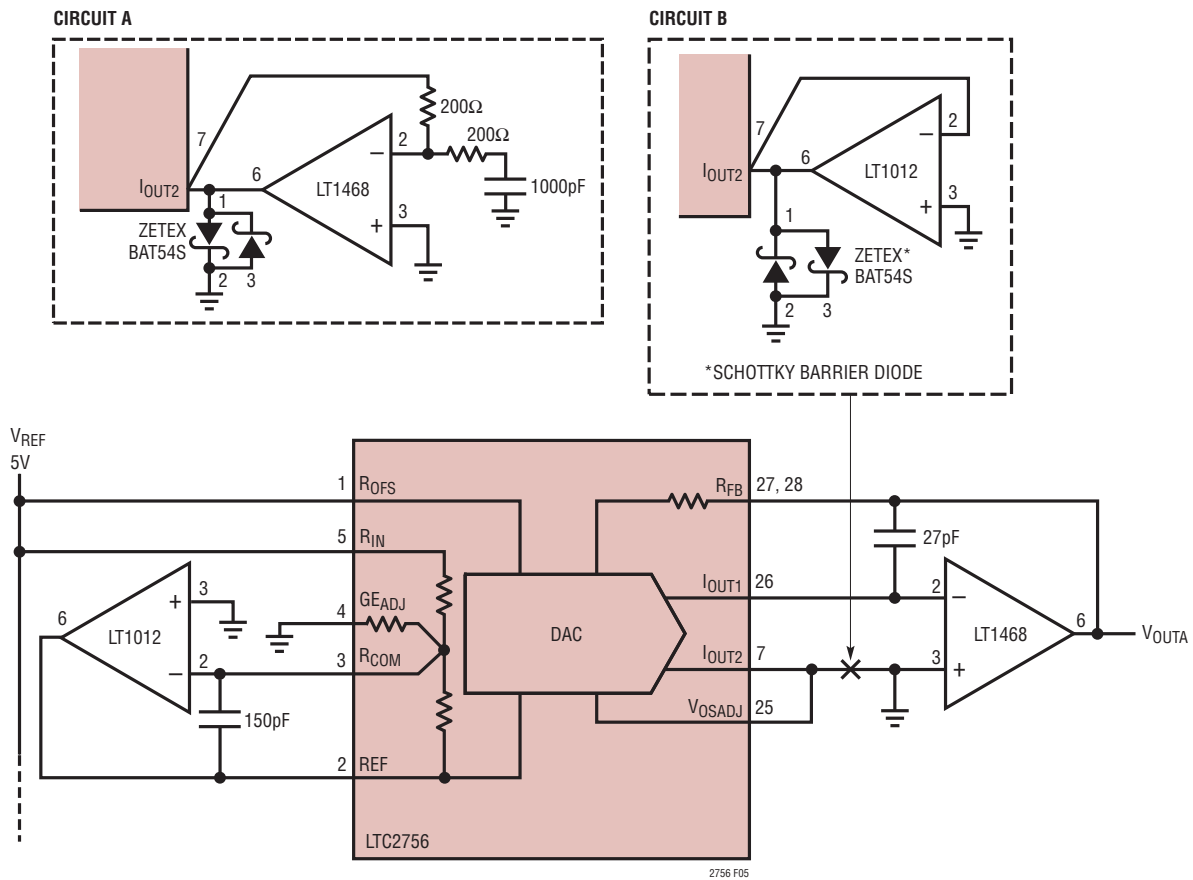 CIRCUIT A
CIRCUIT B
7
IOUT2
6
1
ZETEX
BAT54S
2
3
LT1468
2
−
+
3
200Ω
200Ω
1000pF
7
IOUT2
6
1
LT1012
2
−
+
3
ZETEX*
BAT54S
2
3
*SCHOTTKY BARRIER DIODE
VREF
5V
1
ROFS
5
RIN
4
GEADJ
3
RCOM
2
REF
6
LT1012
+
3
−
2
150pF
DAC
RFB
27, 28
IOUT1
26
IOUT2
7
VOSADJ
25
27pF
2
−
3
+
LT1468
6
VOUTA
LTC2756
2756 F05